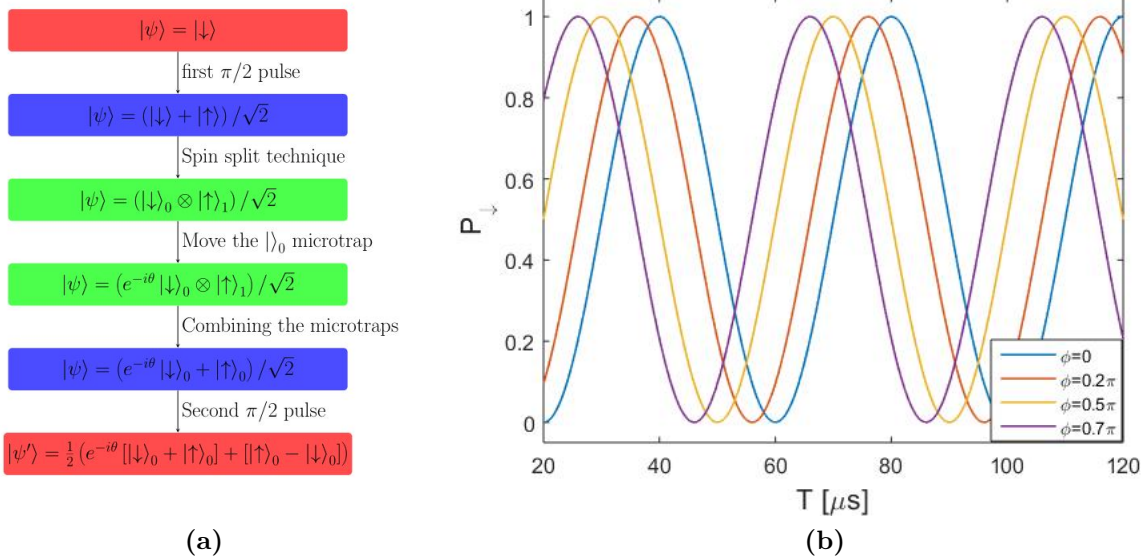 |ψ⟩ = |↓⟩
first π/2 pulse
|ψ⟩ = (|↓⟩ + |↑⟩) /√2
Spin split technique
|ψ⟩ = (|↓⟩₀ ⊗ |↑⟩₁) /√2
Move the |⟩₀ microtrap
|ψ⟩ = (e^{-iθ} |↓⟩₀ ⊗ |↑⟩₁) /√2
Combining the microtraps
|ψ⟩ = (e^{-iθ} |↓⟩₀ + |↑⟩₀) /√2
Second π/2 pulse
|ψ′⟩ = ½ (e^{-iθ} [|↓⟩₀ + |↑⟩₀] + [|↑⟩₀ − |↓⟩₀])
(a)
1
0.8
0.6
0.4
0.2
0
P↓
20 40 60 80 100 120
T [μs]
ϕ=0
ϕ=0.2π
ϕ=0.5π
ϕ=0.7π
(b)